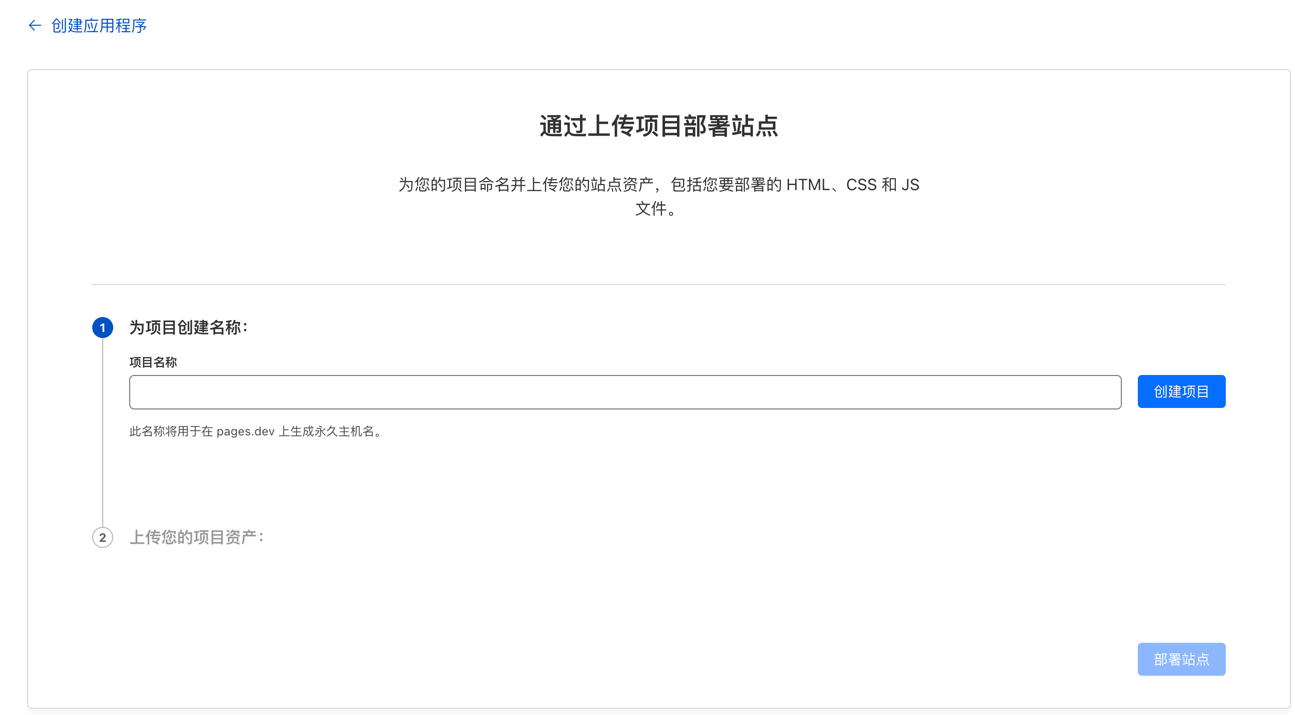 ← 创建应用程序
通过上传项目部署站点
为您的项目命名并上传您的站点资产，包括您要部署的 HTML、CSS 和 JS
文件。
1 为项目创建名称：
项目名称
创建项目
此名称将用于在 pages.dev 上生成永久主机名。
2 上传您的项目资产：
部署站点